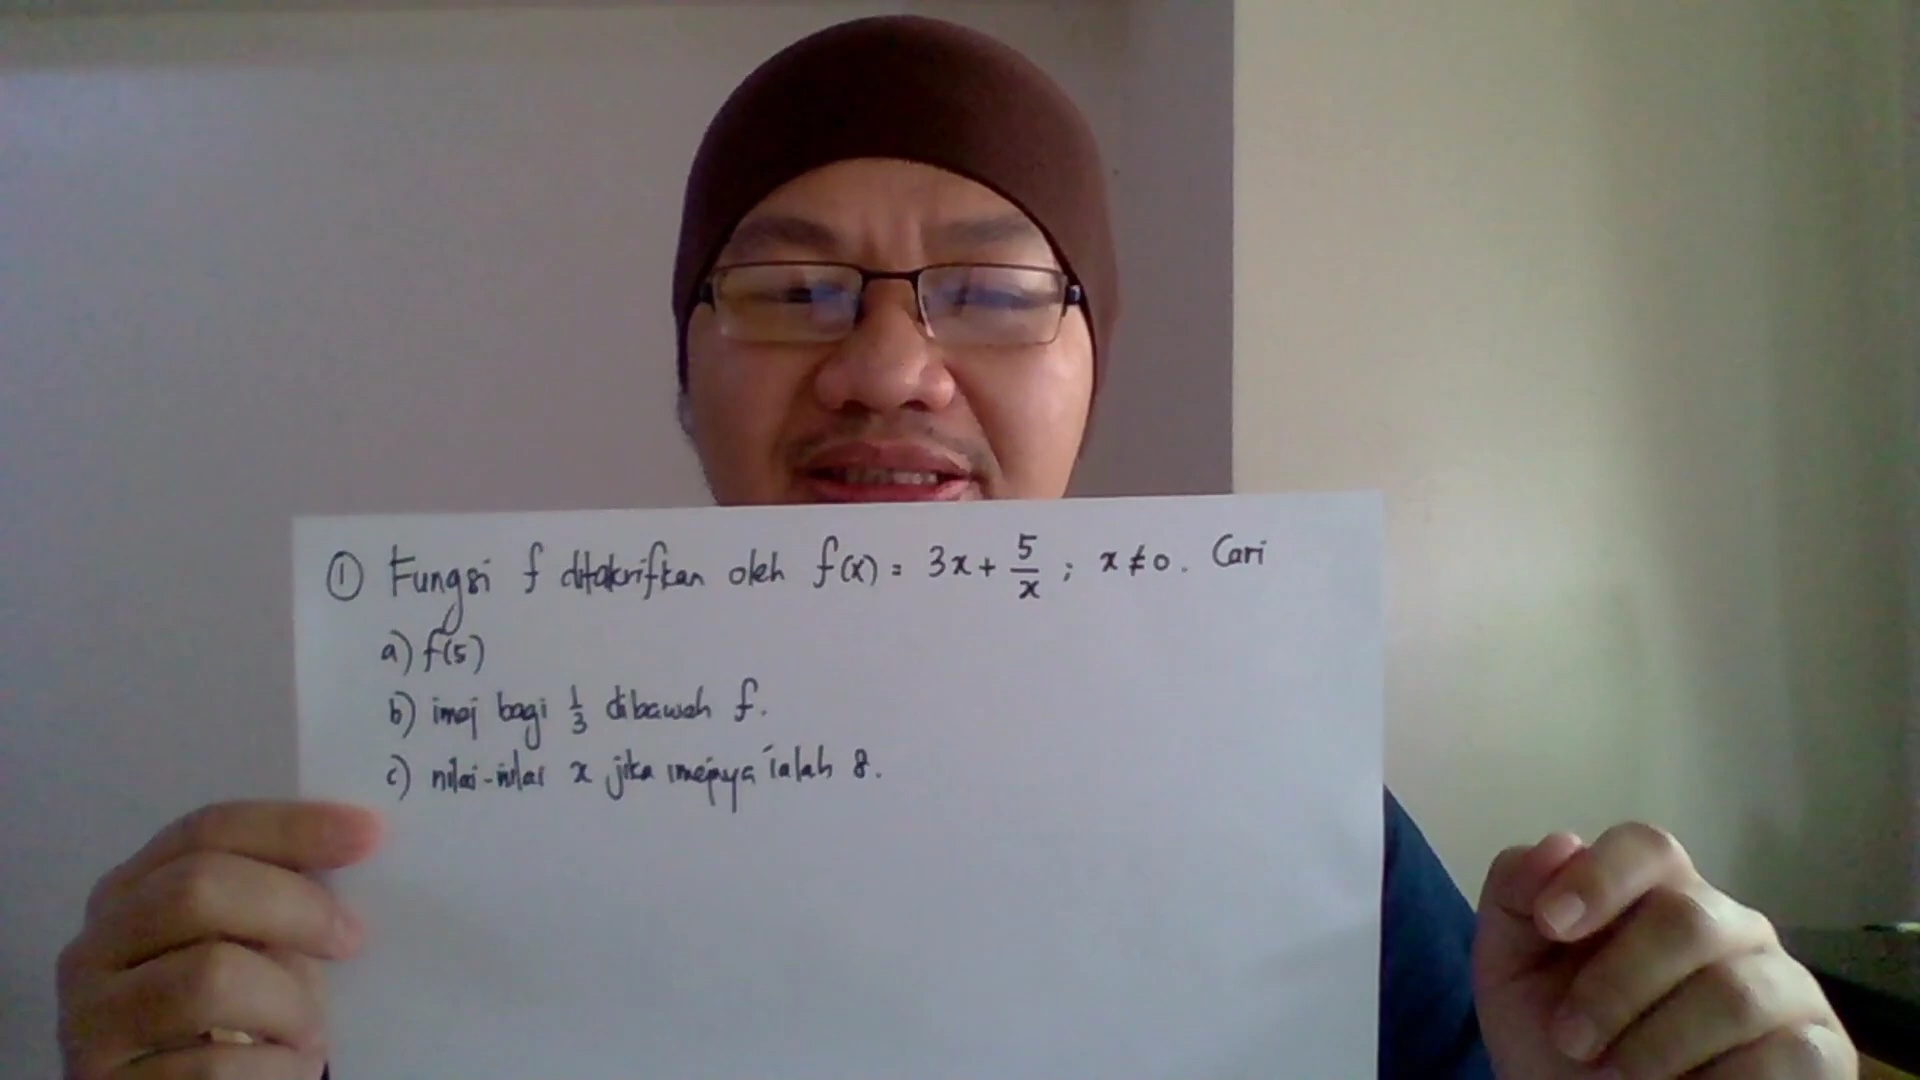 ① Fungsi f ditakrifkan oleh f(x) = 3x + 5/x ; x ≠ 0. Cari
a) f(5)
b) imej bagi 1/3 dibawah f.
c) nilai-nilai x jika imejnya ialah 8.